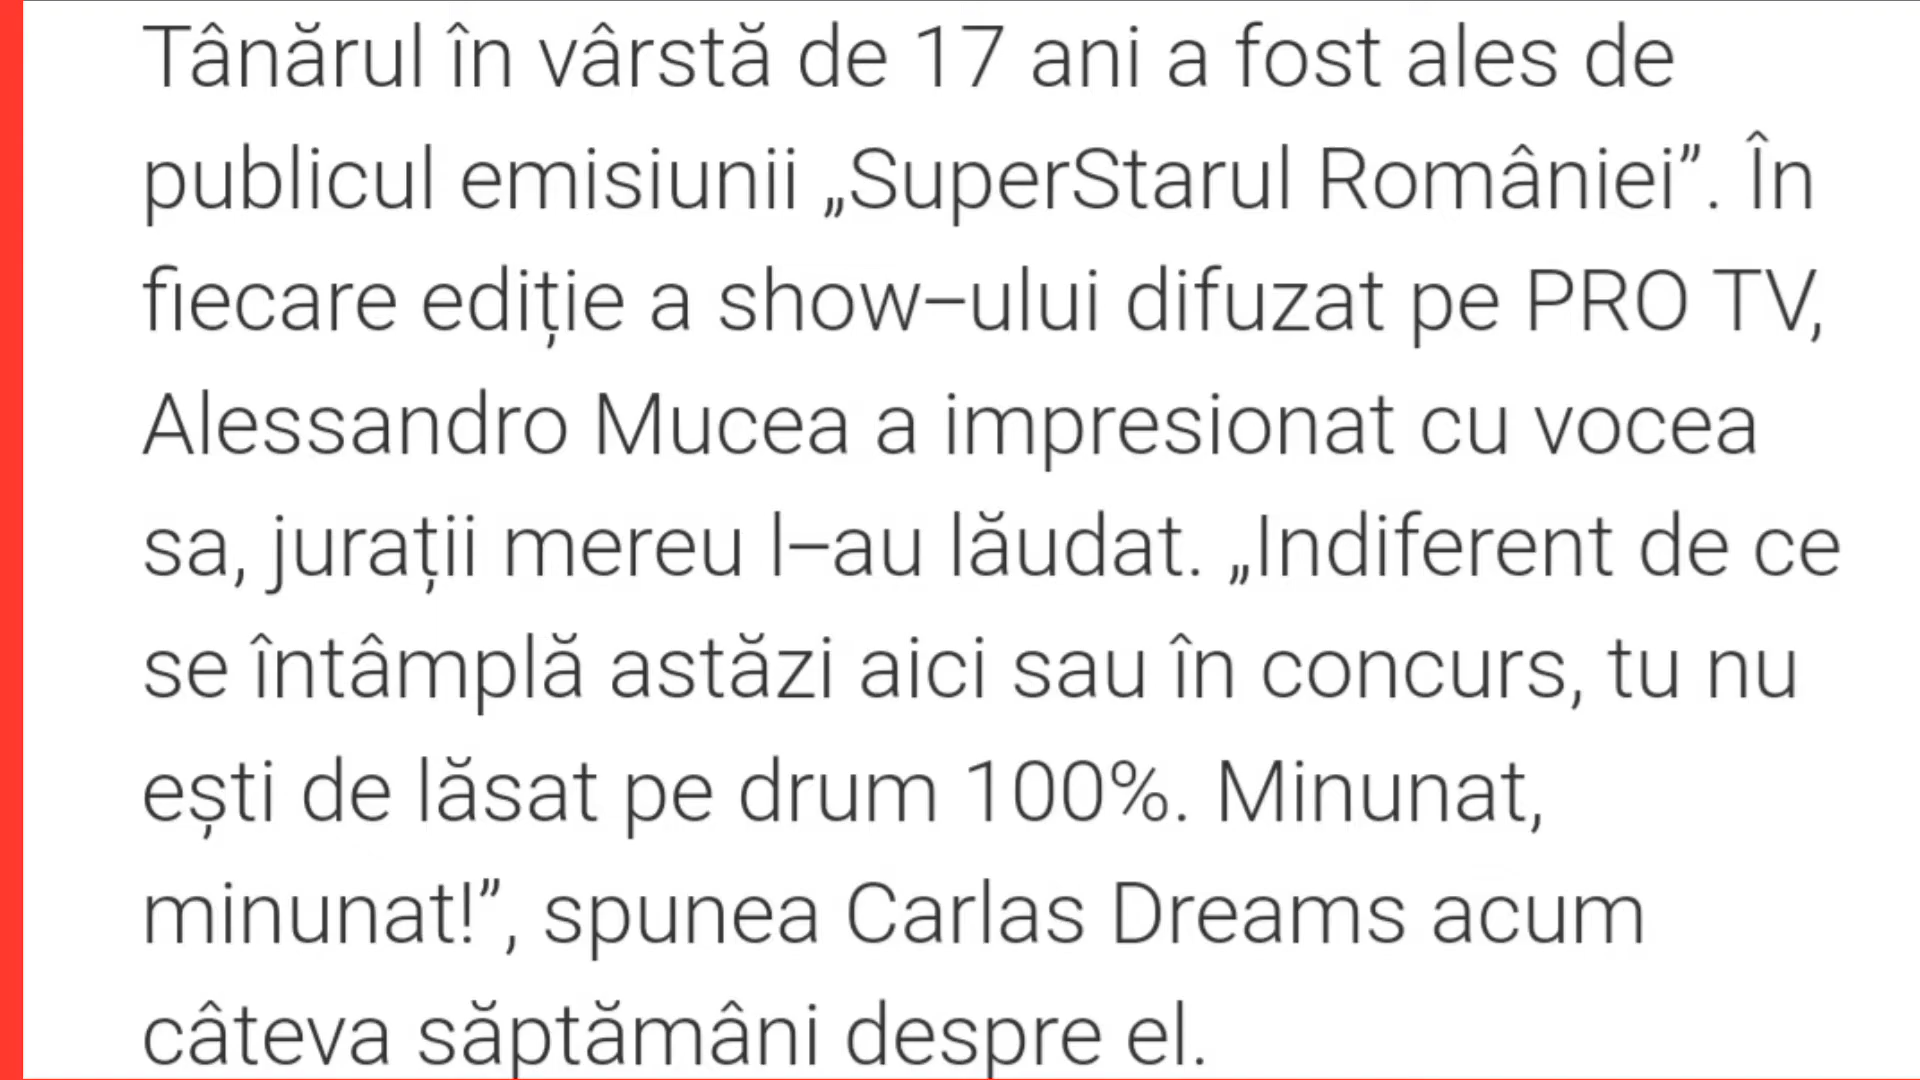 Tânărul în vârstă de 17 ani a fost ales de
publicul emisiunii „SuperStarul României”. În
fiecare ediție a show–ului difuzat pe PRO TV,
Alessandro Mucea a impresionat cu vocea
sa, jurații mereu l–au lăudat. „Indiferent de ce
se întâmplă astăzi aici sau în concurs, tu nu
ești de lăsat pe drum 100%. Minunat,
minunat!”, spunea Carlas Dreams acum
câteva săptămâni despre el.